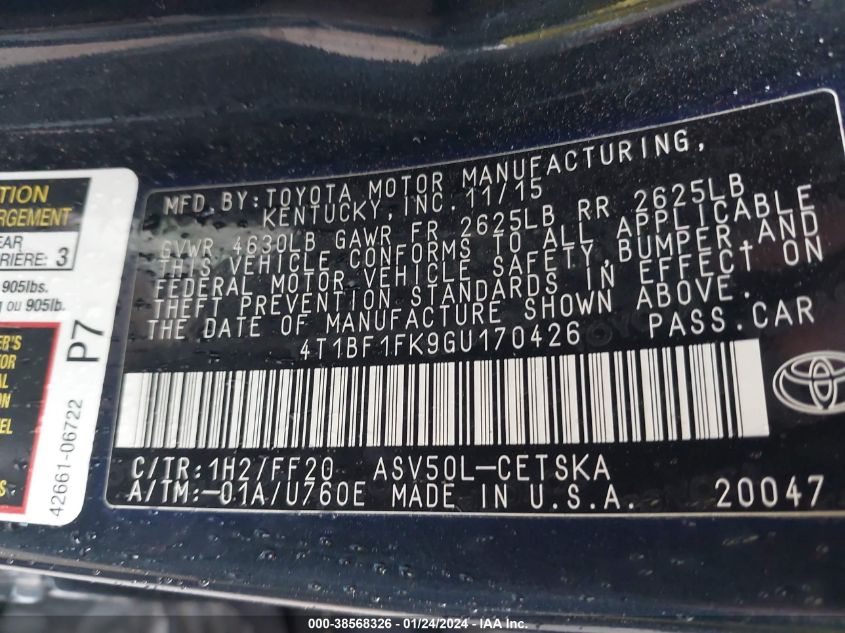 MFD. BY: TOYOTA MOTOR MANUFACTURING,
KENTUCKY, INC. 11/15
GVWR 4630LB GAWR FR 2625LB RR 2625LB
THIS VEHICLE CONFORMS TO ALL APPLICABLE
FEDERAL MOTOR VEHICLE SAFETY, BUMPER AND
THEFT PREVENTION STANDARDS IN EFFECT ON
THE DATE OF MANUFACTURE SHOWN ABOVE.
4T1BF1FK9GU170426 PASS. CAR
C/TR: 1H2/FF20 ASV50L-CETSKA
A/TM: -01A/U760E MADE IN U.S.A. 20047
TION
ARGEMENT
EAR
RRIÈRE: 3
905lbs.
ou 905lb.
P7
42661-06722
000-38568326 / 01/24/2024 / © IAA, Inc.